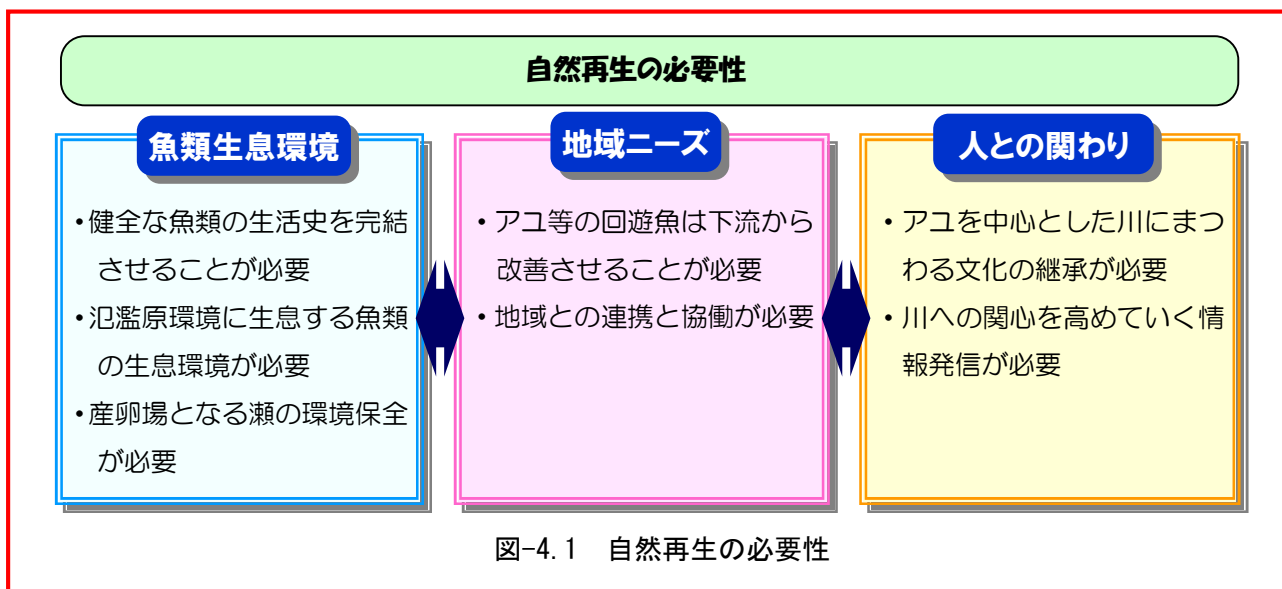 自然再生の必要性
魚類生息環境
・健全な魚類の生活史を完結
させることが必要
・氾濫原環境に生息する魚類
の生息環境が必要
・産卵場となる瀬の環境保全
が必要
地域ニーズ
・アユ等の回遊魚は下流から
改善させることが必要
・地域との連携と協働が必要
人との関わり
・アユを中心とした川にまつ
わる文化の継承が必要
・川への関心を高めていく情
報発信が必要
図-4.1 自然再生の必要性